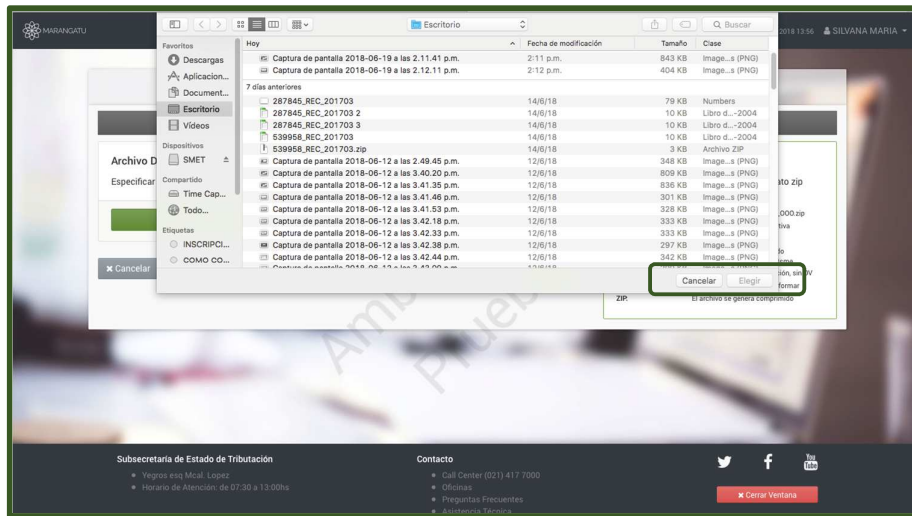 MARANGATU
Escritorio
Buscar
2018 13:56 SILVANA MARIA
Favoritos
Descargas
Aplicacion...
Document...
Escritorio
Vídeos
Dispositivos
SMET
Compartido
Time Cap...
Todo...
Etiquetas
INSCRIPCI...
COMO CO...
Hoy Fecha de modificación Tamaño Clase
Captura de pantalla 2018-06-19 a las 2.11.41 p.m. 2:11 p.m. 843 KB Image...s (PNG)
Captura de pantalla 2018-06-19 a las 2.12.11 p.m. 2:12 p.m. 404 KB Image...s (PNG)
7 días anteriores
287845_REC_201703 14/6/18 79 KB Numbers
287845_REC_201703 2 14/6/18 10 KB Libro d...-2004
287845_REC_201703 3 14/6/18 10 KB Libro d...-2004
539958_REC_201703 14/6/18 10 KB Libro d...-2004
539958_REC_201703.zip 14/6/18 3 KB Archivo ZIP
Captura de pantalla 2018-06-12 a las 2.49.45 p.m. 12/6/18 348 KB Image...s (PNG)
Captura de pantalla 2018-06-12 a las 3.40.20 p.m. 12/6/18 809 KB Image...s (PNG)
Captura de pantalla 2018-06-12 a las 3.41.35 p.m. 12/6/18 836 KB Image...s (PNG)
Captura de pantalla 2018-06-12 a las 3.41.46 p.m. 12/6/18 301 KB Image...s (PNG)
Captura de pantalla 2018-06-12 a las 3.41.53 p.m. 12/6/18 328 KB Image...s (PNG)
Captura de pantalla 2018-06-12 a las 3.42.18 p.m. 12/6/18 333 KB Image...s (PNG)
Captura de pantalla 2018-06-12 a las 3.42.33 p.m. 12/6/18 333 KB Image...s (PNG)
Captura de pantalla 2018-06-12 a las 3.42.38 p.m. 12/6/18 297 KB Image...s (PNG)
Captura de pantalla 2018-06-12 a las 3.42.44 p.m. 12/6/18 342 KB Image...s (PNG)
Cancelar Elegir
Archivo D
Especificar
Cancelar
ato zip
,000.zip
tiva
ción, sin DV
formar
ZIP. El archivo se genera comprimido
Amb
Prueb
Subsecretaría de Estado de Tributación
Yegros esq Mcal. Lopez
Horario de Atención: de 07:30 a 13:00hs
Contacto
Call Center (021) 417 7000
Oficinas
Preguntas Frecuentes
Asistencia Técnica
You Tube
Cerrar Ventana